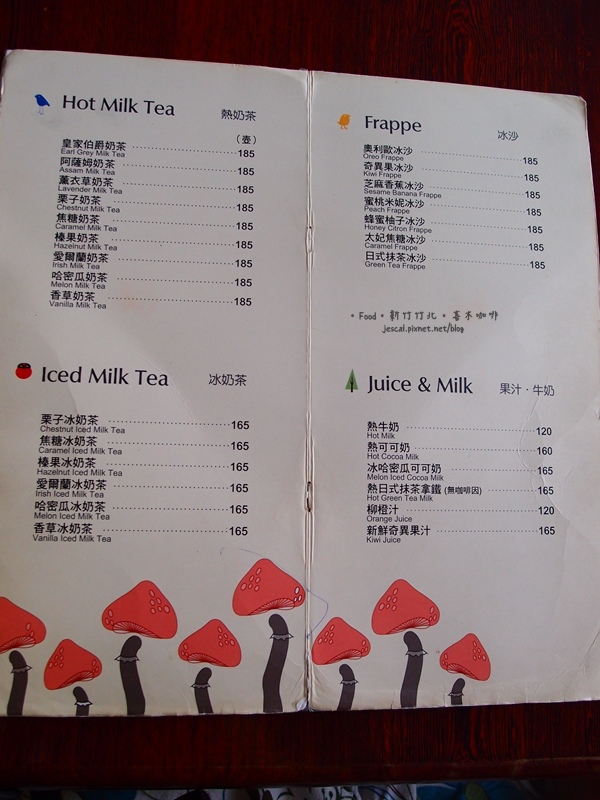 Hot Milk Tea 熱奶茶
(壺)
皇家伯爵奶茶 185
Earl Grey Milk Tea
阿薩姆奶茶 185
Assam Milk Tea
薰衣草奶茶 185
Lavender Milk Tea
栗子奶茶 185
Chestnut Milk Tea
焦糖奶茶 185
Caramel Milk Tea
榛果奶茶 185
Hazelnut Milk Tea
愛爾蘭奶茶 185
Irish Milk Tea
哈密瓜奶茶 185
Melon Milk Tea
香草奶茶 185
Vanilla Milk Tea
Iced Milk Tea 冰奶茶
栗子冰奶茶 165
Chestnut Iced Milk Tea
焦糖冰奶茶 165
Caramel Iced Milk Tea
榛果冰奶茶 165
Hazelnut Iced Milk Tea
愛爾蘭冰奶茶 165
Irish Iced Milk Tea
哈密瓜冰奶茶 165
Melon Iced Milk Tea
香草冰奶茶 165
Vanilla Iced Milk Tea
Frappe 冰沙
奧利歐冰沙 185
Oreo Frappe
奇異果冰沙 185
Kiwi Frappe
芝麻香蕉冰沙 185
Sesame Banana Frappe
蜜桃米妮冰沙 185
Peach Frappe
蜂蜜柚子冰沙 185
Honey Citron Frappe
太妃焦糖冰沙 185
Caramel Frappe
日式抹茶冰沙 185
Green Tea Frappe
。Food。新竹竹北。喜木咖啡
jescal.pixnet.net/blog
Juice & Milk 果汁·牛奶
熱牛奶 120
Hot Milk
熱可可奶 160
Hot Cocoa Milk
冰哈密瓜可可奶 165
Melon Iced Cocoa Milk
熱日式抹茶拿鐵 (無咖啡因) 165
Hot Green Tea Milk
柳橙汁 120
Orange Juice
新鮮奇異果汁 165
Kiwi Juice